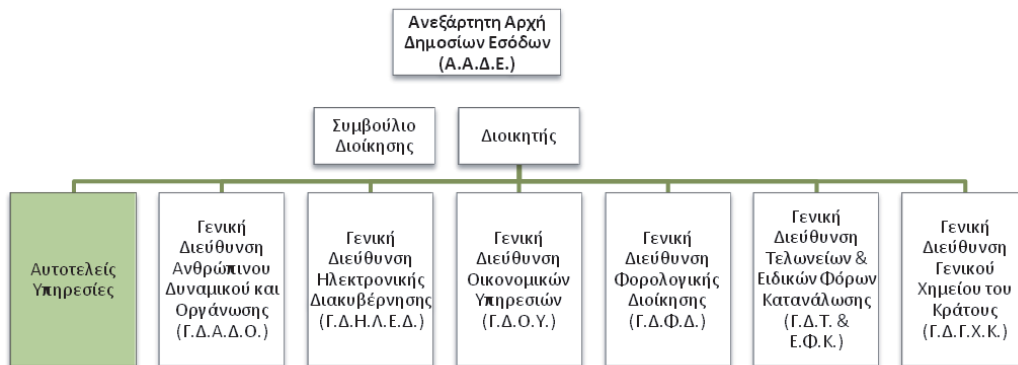 Ανεξάρτητη Αρχή
Δημοσίων Εσόδων
(Α.Α.Δ.Ε.)
Συμβούλιο
Διοίκησης
Διοικητής
Αυτοτελείς
Υπηρεσίες
Γενική
Διεύθυνση
Ανθρώπινου
Δυναμικού και
Οργάνωσης
(Γ.Δ.Α.Δ.Ο.)
Γενική
Διεύθυνση
Ηλεκτρονικής
Διακυβέρνησης
(Γ.Δ.Η.Λ.Ε.Δ.)
Γενική
Διεύθυνση
Οικονομικών
Υπηρεσιών
(Γ.Δ.Ο.Υ.)
Γενική
Διεύθυνση
Φορολογικής
Διοίκησης
(Γ.Δ.Φ.Δ.)
Γενική
Διεύθυνση
Τελωνείων &
Ειδικών Φόρων
Κατανάλωσης
(Γ.Δ.Τ. &
Ε.Φ.Κ.)
Γενική
Διεύθυνση
Γενικού
Χημείου του
Κράτους
(Γ.Δ.Γ.Χ.Κ.)